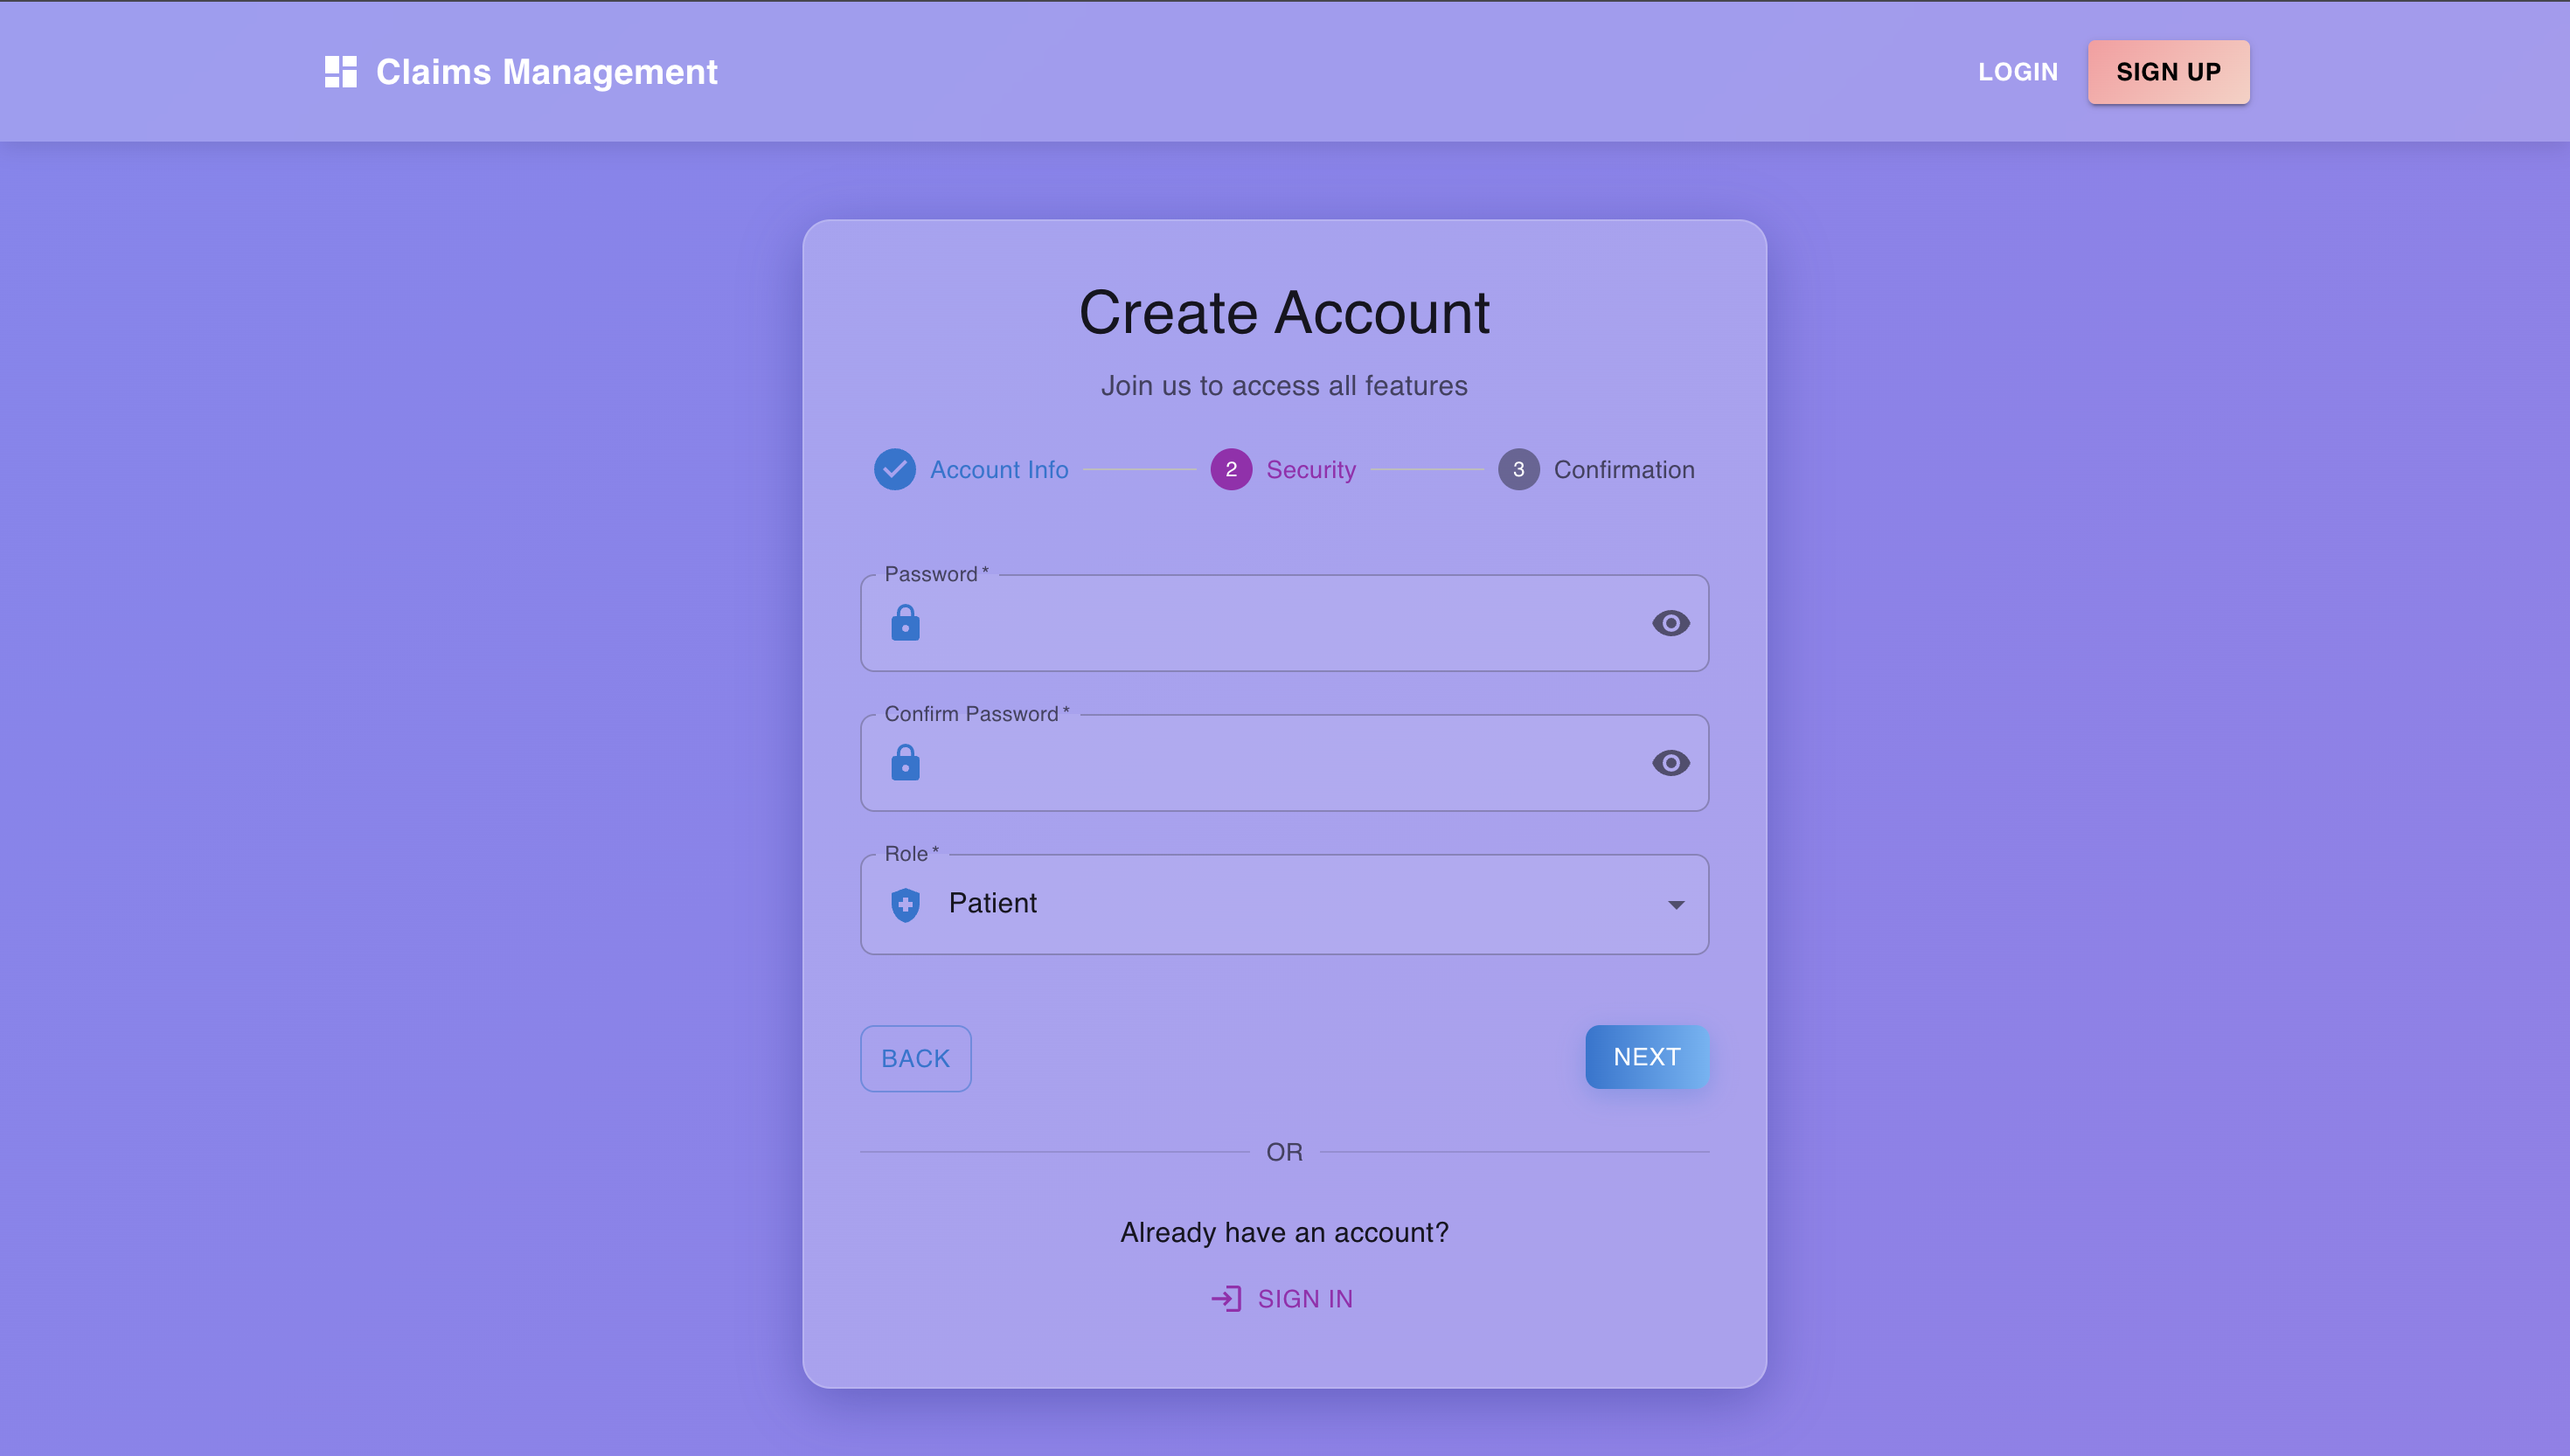 Claims Management
LOGIN
SIGN UP
Create Account
Join us to access all features
Account Info
2
Security
3
Confirmation
Password *
Confirm Password *
Role *
Patient
BACK
NEXT
OR
Already have an account?
SIGN IN